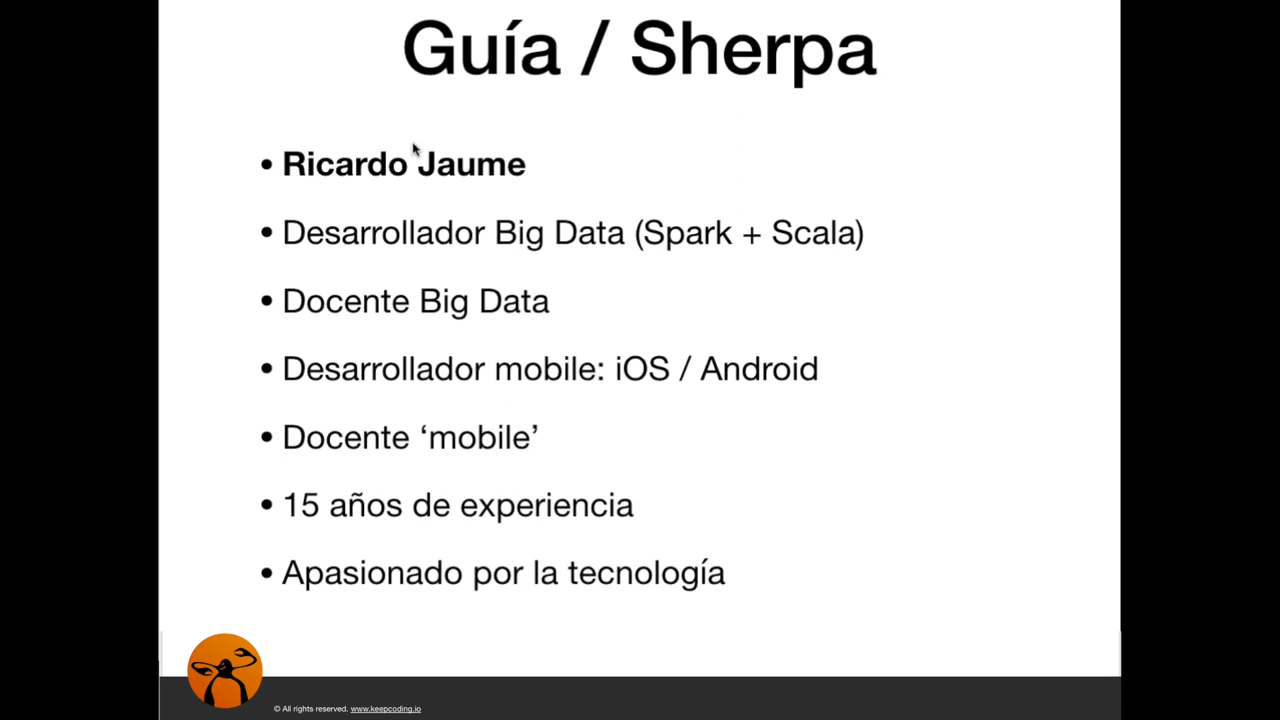 Guía / Sherpa
• Ricardo Jaume
• Desarrollador Big Data (Spark + Scala)
• Docente Big Data
• Desarrollador mobile: iOS / Android
• Docente ‘mobile’
• 15 años de experiencia
• Apasionado por la tecnología
© All rights reserved. www.keepcoding.io